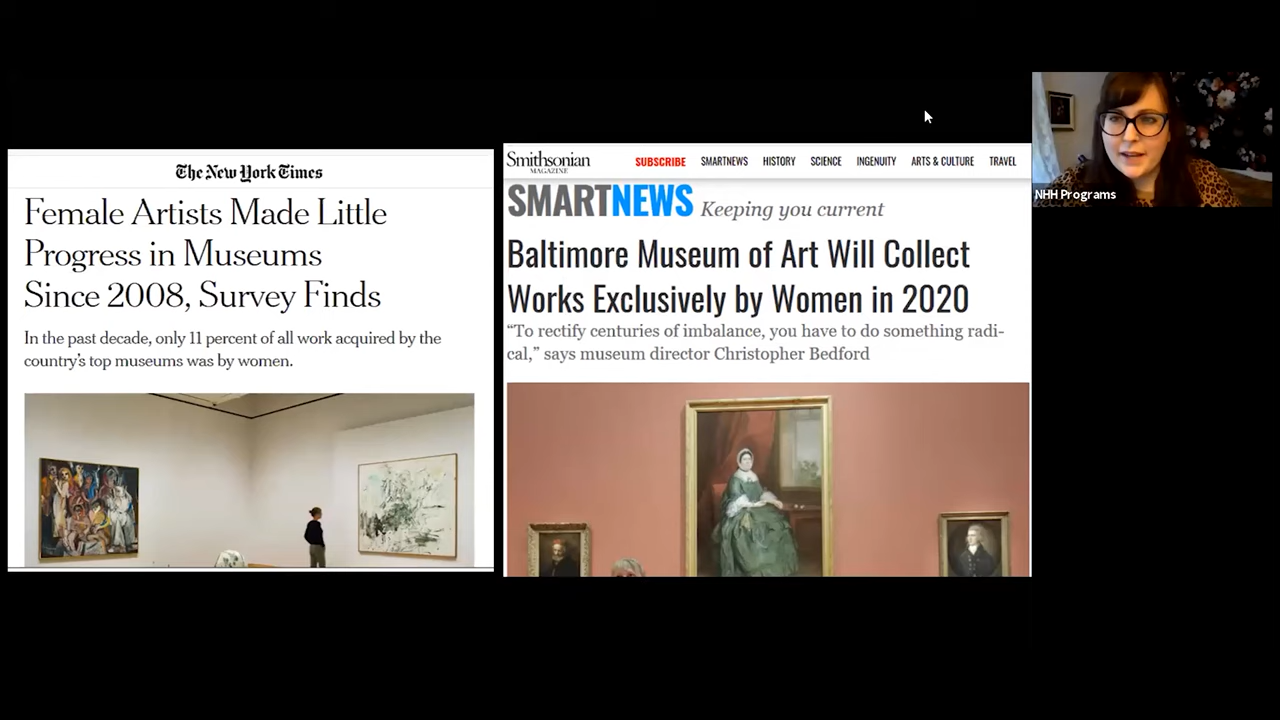 The New York Times
Female Artists Made Little
Progress in Museums
Since 2008, Survey Finds
In the past decade, only 11 percent of all work acquired by the
country's top museums was by women.
Smithsonian
MAGAZINE
SUBSCRIBE SMARTNEWS HISTORY SCIENCE INGENUITY ARTS & CULTURE TRAVEL
SMARTNEWS Keeping you current
Baltimore Museum of Art Will Collect
Works Exclusively by Women in 2020
“To rectify centuries of imbalance, you have to do something radi-
cal,” says museum director Christopher Bedford
NHH Programs